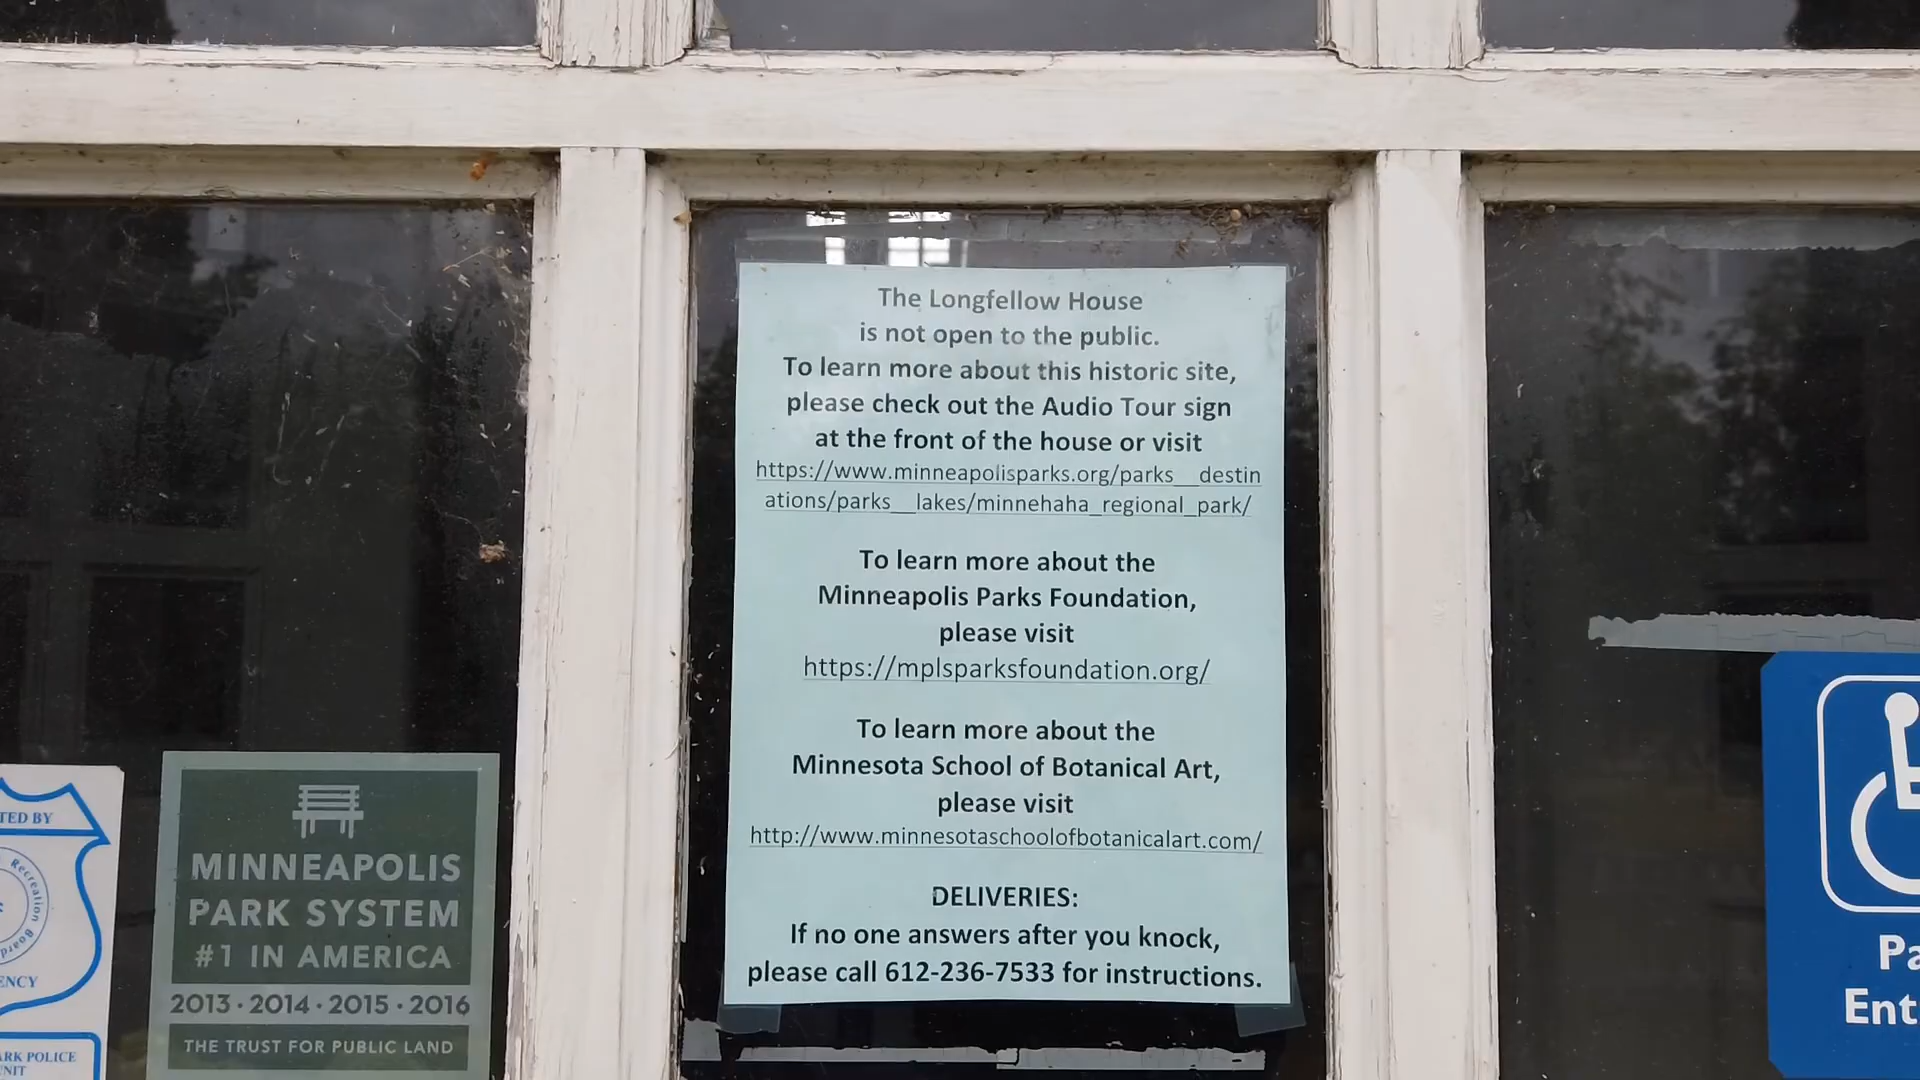 The Longfellow House
is not open to the public.
To learn more about this historic site,
please check out the Audio Tour sign
at the front of the house or visit
https://www.minneapolisparks.org/parks__destin
ations/parks__lakes/minnehaha_regional_park/
To learn more about the
Minneapolis Parks Foundation,
please visit
https://mplsparksfoundation.org/
To learn more about the
Minnesota School of Botanical Art,
please visit
http://www.minnesotaschoolofbotanicalart.com/
DELIVERIES:
If no one answers after you knock,
please call 612-236-7533 for instructions.
MINNEAPOLIS
PARK SYSTEM
#1 IN AMERICA
2013 · 2014 · 2015 · 2016
THE TRUST FOR PUBLIC LAND
TED BY
Recreation Board
ENCY
ARK POLICE
UNIT
Pa
Ent